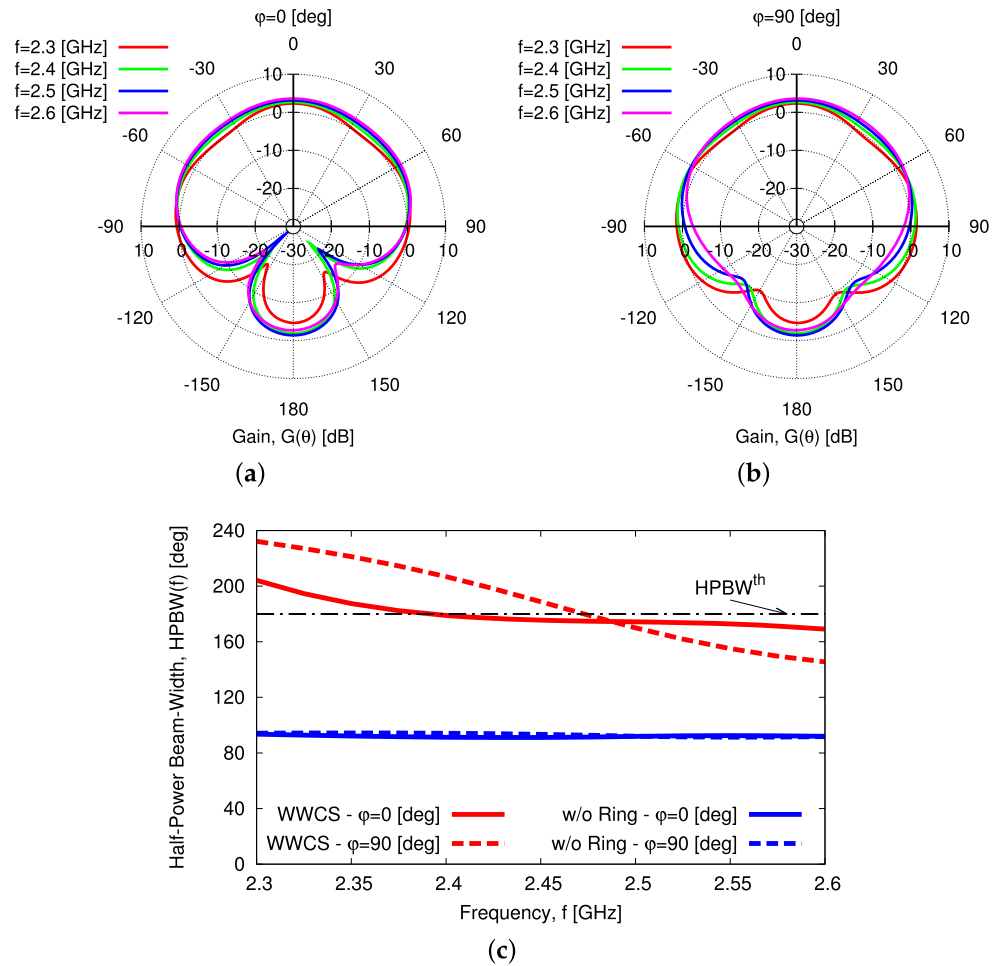 φ=0 [deg]
f=2.3 [GHz]
f=2.4 [GHz]
f=2.5 [GHz]
f=2.6 [GHz]
0
-30
30
-60
60
-90
90
-120
120
-150
150
180
10
0
-10
-20
10 0 -10 -20 -30 -20 -10 0 10
-30
Gain, G(θ) [dB]
(a)
φ=90 [deg]
f=2.3 [GHz]
f=2.4 [GHz]
f=2.5 [GHz]
f=2.6 [GHz]
0
-30
30
-60
60
-90
90
-120
120
-150
150
180
10
0
-10
-20
10 0 -10 -20 -30 -20 -10 0 10
-30
Gain, G(θ) [dB]
(b)
Half-Power Beam-Width, HPBW(f) [deg]
240
200
160
120
80
40
0
HPBWth
WWCS - φ=0 [deg]
WWCS - φ=90 [deg]
w/o Ring - φ=0 [deg]
w/o Ring - φ=90 [deg]
2.3 2.35 2.4 2.45 2.5 2.55 2.6
Frequency, f [GHz]
(c)